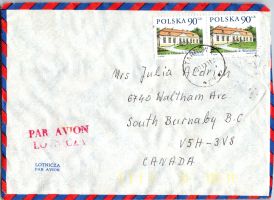 POLSKA 90
POLSKA 90
Mrs Julia Aldrich
6740 Waltham Ave
South Burnaby B.C
V5H-3V8
CANADA
PAR AVION
LOTNICZY
LOTNICZA
PAR AVION